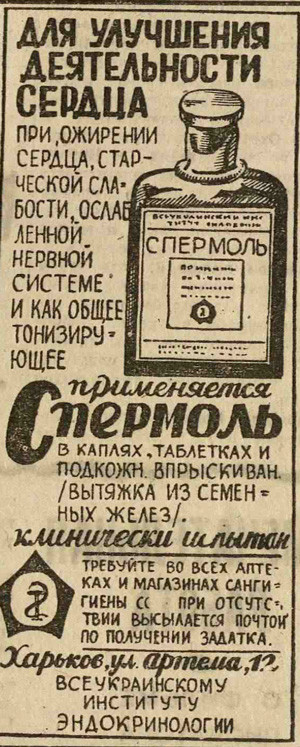 ДЛЯ УЛУЧШЕНИЯ
ДЕЯТЕЛЬНОСТИ
СЕРДЦА
ПРИ, ОЖИРЕНИИ
СЕРДЦА, СТАР-
ЧЕСКОЙ СЛА-
БОСТИ, ОСЛАБ
ЛЕННОЙ
НЕРВНОЙ
СИСТЕМЕ
И КАК ОБЩЕЕ
ТОНИЗИРУ-
ЮЩЕЕ
СПЕРМОЛЬ
применяется
Спермоль
В КАПЛЯХ, ТАБЛЕТКАХ И
ПОДКОЖН. ВПРЫСКИВАН.
/ВЫТЯЖКА ИЗ СЕМЕН=
НЫХ ЖЕЛЕЗ/.
клинически испытан
ТРЕБУЙТЕ ВО ВСЕХ АПТЕ-
КАХ И МАГАЗИНАХ САНГИ=
ГИЕНЫ ПРИ ОТСУТС=
ТВИИ ВЫСЫЛАЕТСЯ ПОЧТОЙ
ПО ПОЛУЧЕНИИ ЗАДАТКА.
Харьков, ул. Артема,
ВСЕУКРАИНСКОМУ
ИНСТИТУТУ
ЭНДОКРИНОЛОГИИ